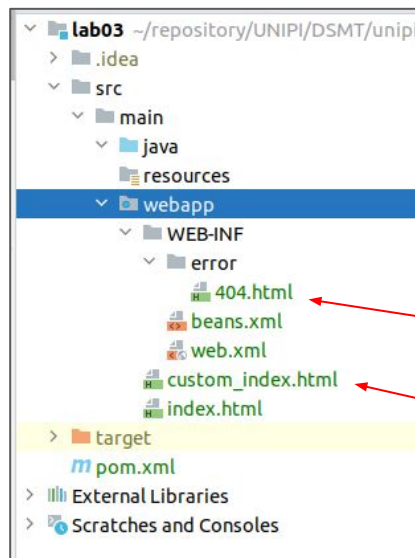 lab03 ~/repository/UNIPI/DSMT/unipi
.idea
src
main
java
resources
webapp
WEB-INF
error
404.html
beans.xml
web.xml
custom_index.html
index.html
target
pom.xml
External Libraries
Scratches and Consoles